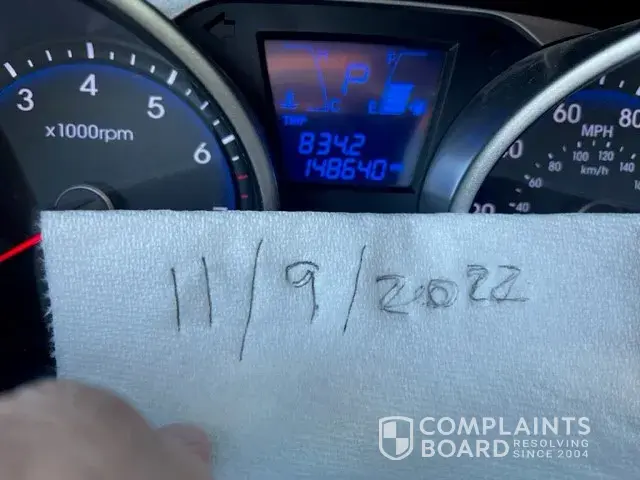 3 4 5 6 7
x1000rpm
H
C
P
F
E
TRIP
834.2
148640
60 80
MPH
80 100 120 140
60 km/h
40
20
11/9/2022
COMPLAINTS
BOARD RESOLVING
SINCE 2004